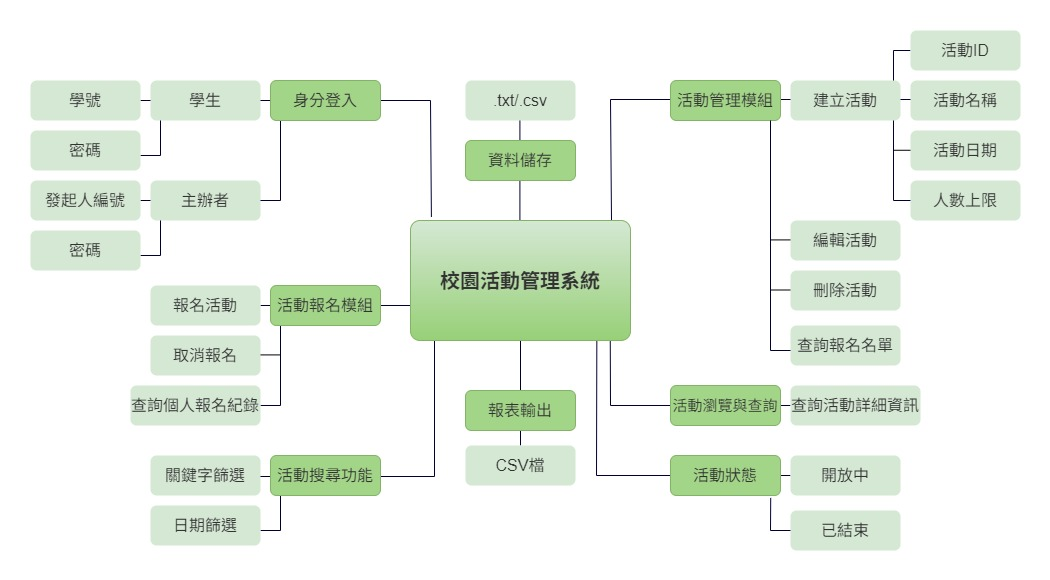 活動ID
學號
學生
身分登入
.txt/.csv
活動管理模組
建立活動
活動名稱
密碼
資料儲存
活動日期
發起人編號
主辦者
人數上限
密碼
編輯活動
校園活動管理系統
刪除活動
報名活動
活動報名模組
取消報名
查詢報名名單
查詢個人報名紀錄
報表輸出
活動瀏覽與查詢
查詢活動詳細資訊
關鍵字篩選
活動搜尋功能
CSV檔
活動狀態
開放中
日期篩選
已結束